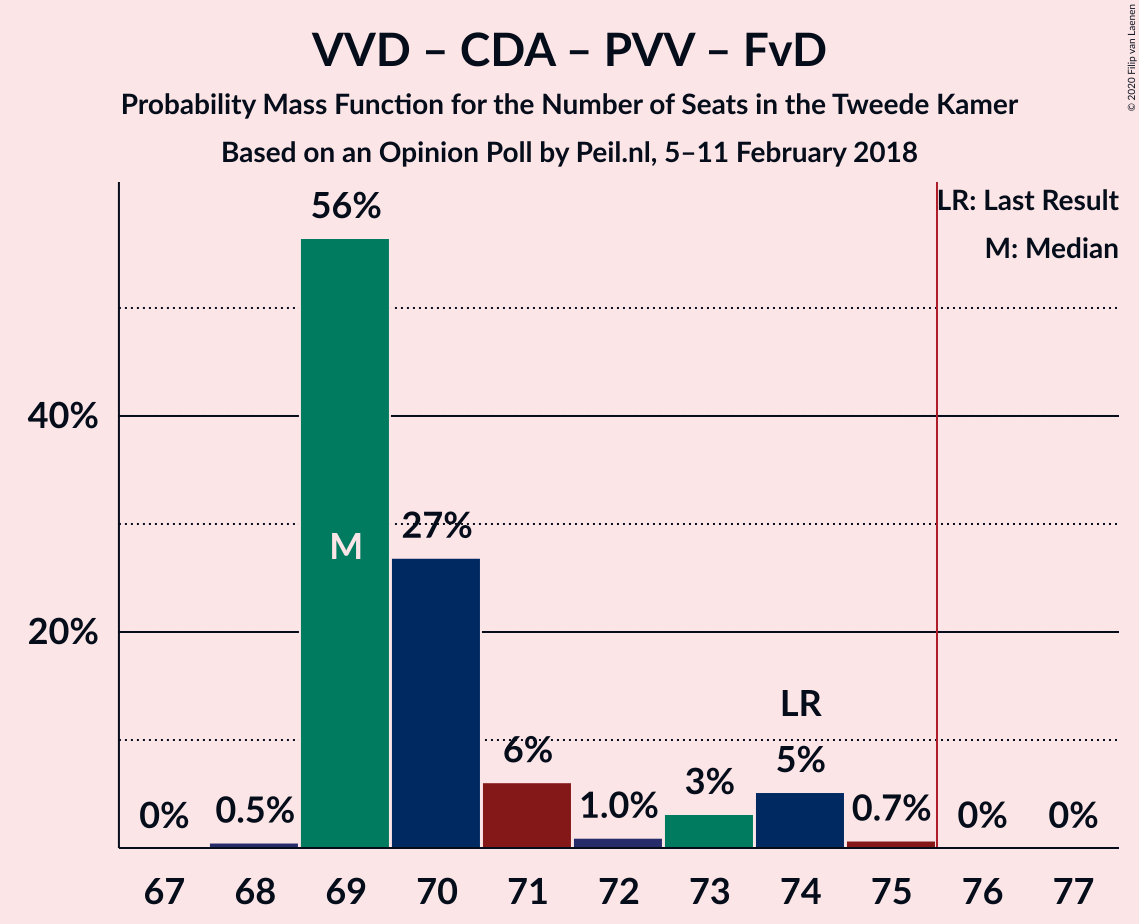 VVD – CDA – PVV – FvD
Probability Mass Function for the Number of Seats in the Tweede Kamer
Based on an Opinion Poll by Peil.nl, 5–11 February 2018
© 2020 Filip van Laenen
LR: Last Result
M: Median
56%
40%
27%
M
20%
LR
6%
5%
3%
0%
0.5%
1.0%
0.7%
0%
0%
67 68 69 70 71 72 73 74 75 76 77